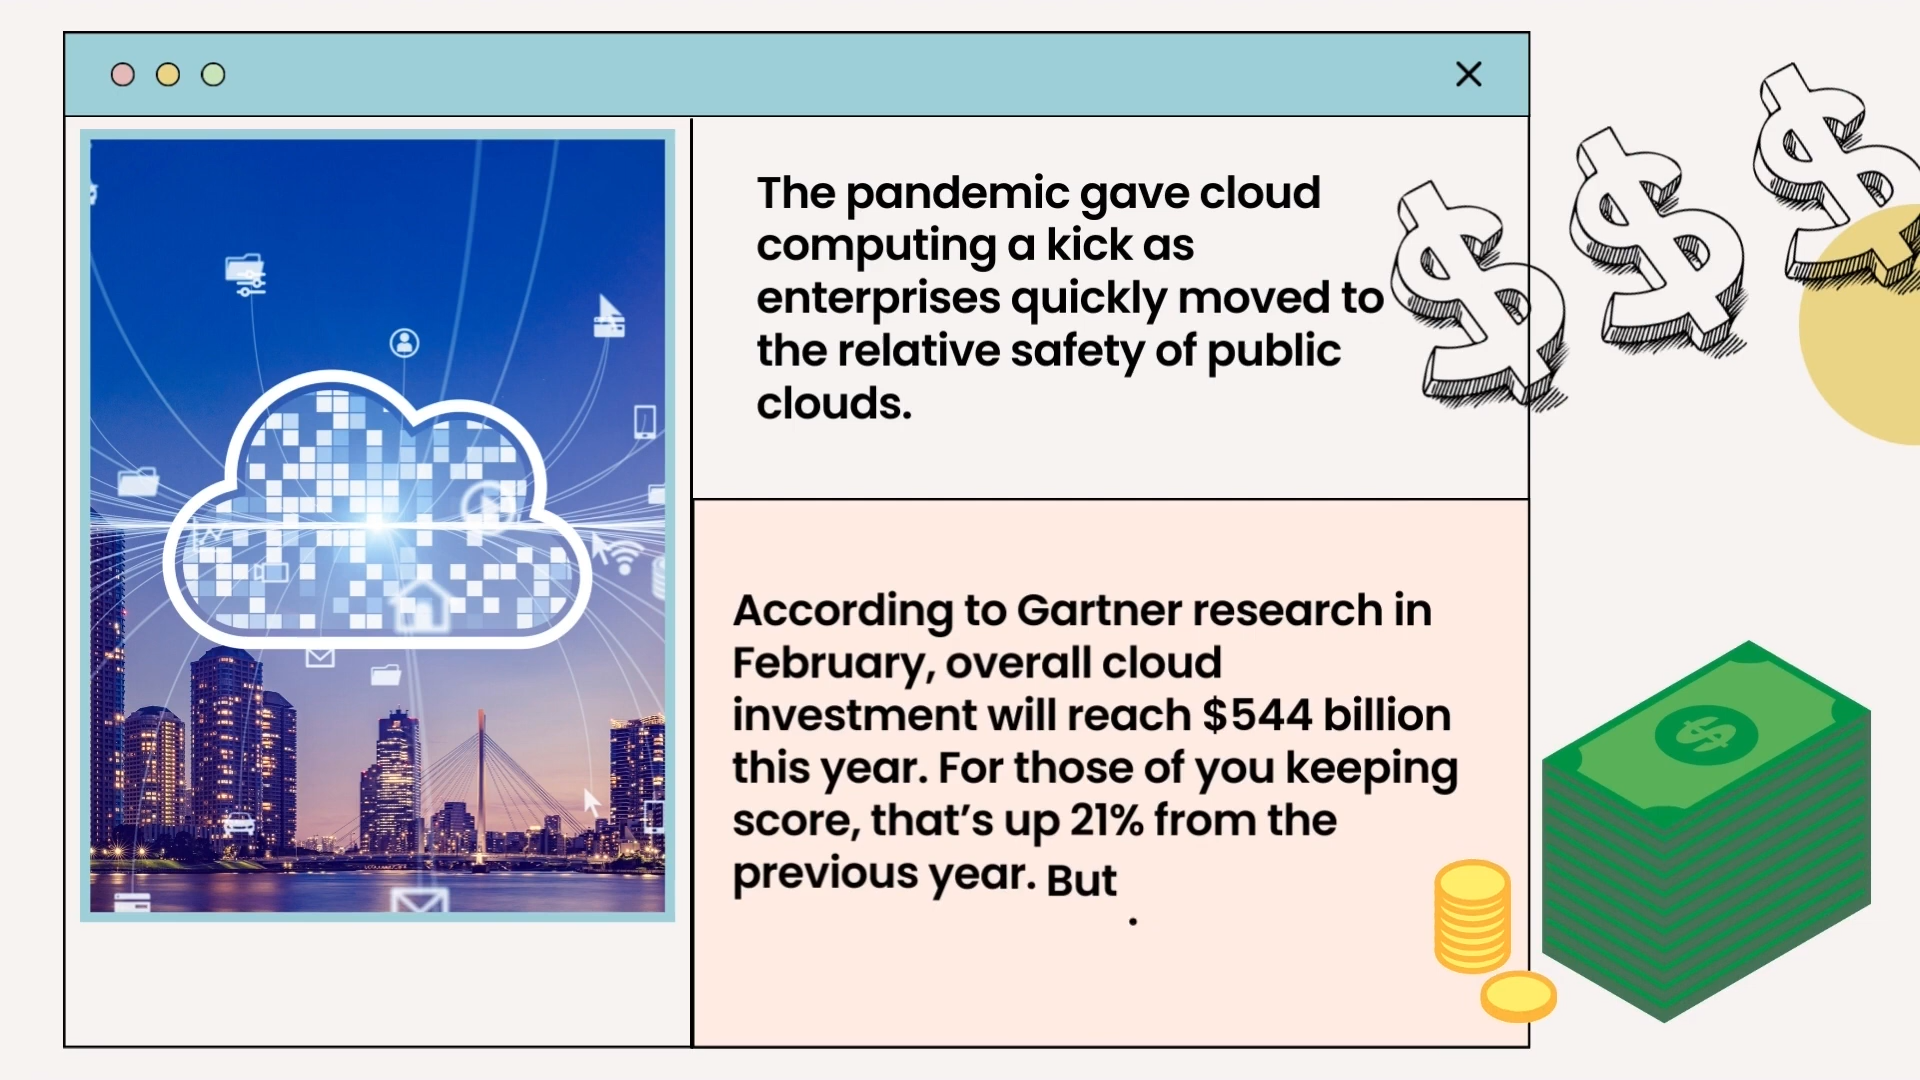 The pandemic gave cloud
computing a kick as
enterprises quickly moved to
the relative safety of public
clouds.
According to Gartner research in
February, overall cloud
investment will reach $544 billion
this year. For those of you keeping
score, that’s up 21% from the
previous year. But
.